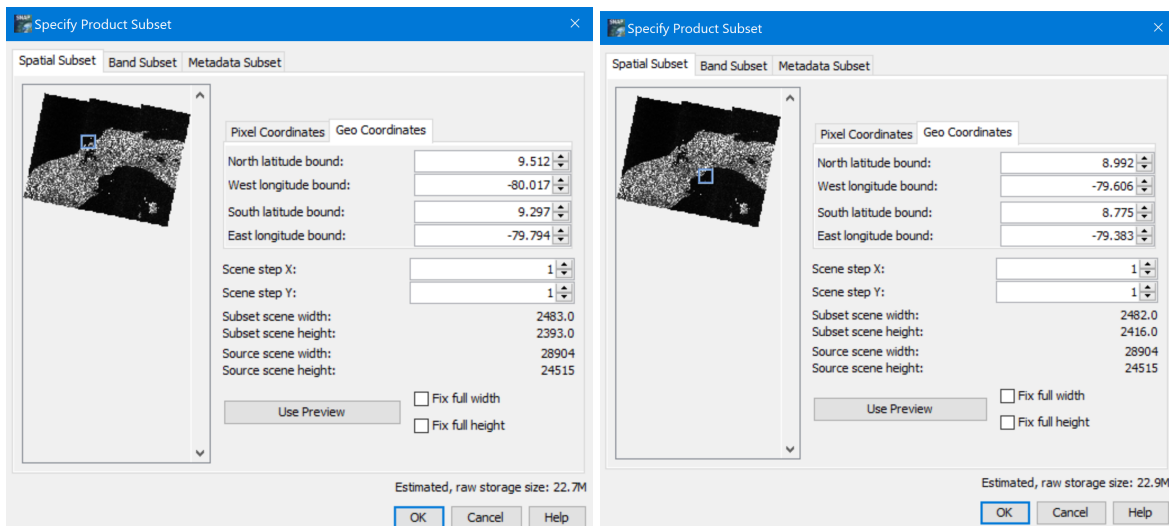 Specify Product Subset
Spatial Subset Band Subset Metadata Subset
Pixel Coordinates Geo Coordinates
North latitude bound: 9.512
West longitude bound: -80.017
South latitude bound: 9.297
East longitude bound: -79.794
Scene step X: 1
Scene step Y: 1
Subset scene width: 2483.0
Subset scene height: 2393.0
Source scene width: 28904
Source scene height: 24515
Use Preview
Fix full width
Fix full height
Estimated, raw storage size: 22.7M
OK Cancel Help
Specify Product Subset
Spatial Subset Band Subset Metadata Subset
Pixel Coordinates Geo Coordinates
North latitude bound: 8.992
West longitude bound: -79.606
South latitude bound: 8.775
East longitude bound: -79.383
Scene step X: 1
Scene step Y: 1
Subset scene width: 2482.0
Subset scene height: 2416.0
Source scene width: 28904
Source scene height: 24515
Use Preview
Fix full width
Fix full height
Estimated, raw storage size: 22.9M
OK Cancel Help